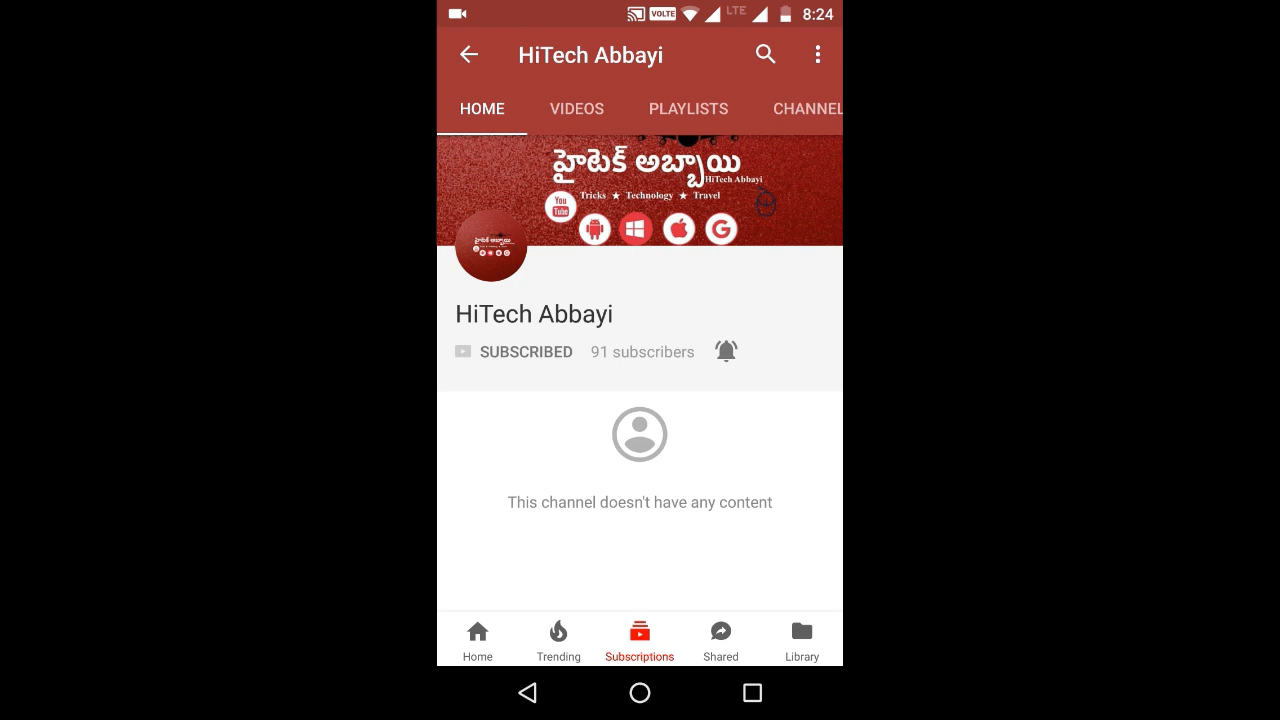 VOLTE LTE 8:24
HiTech Abbayi
HOME VIDEOS PLAYLISTS CHANNEL
హైటెక్ అబ్బాయి
HiTech Abbayi
Tricks ★ Technology ★ Travel
You
Tube
హైటెక్ అబ్బాయి
HiTech Abbayi
SUBSCRIBED 91 subscribers
This channel doesn't have any content
Home Trending Subscriptions Shared Library